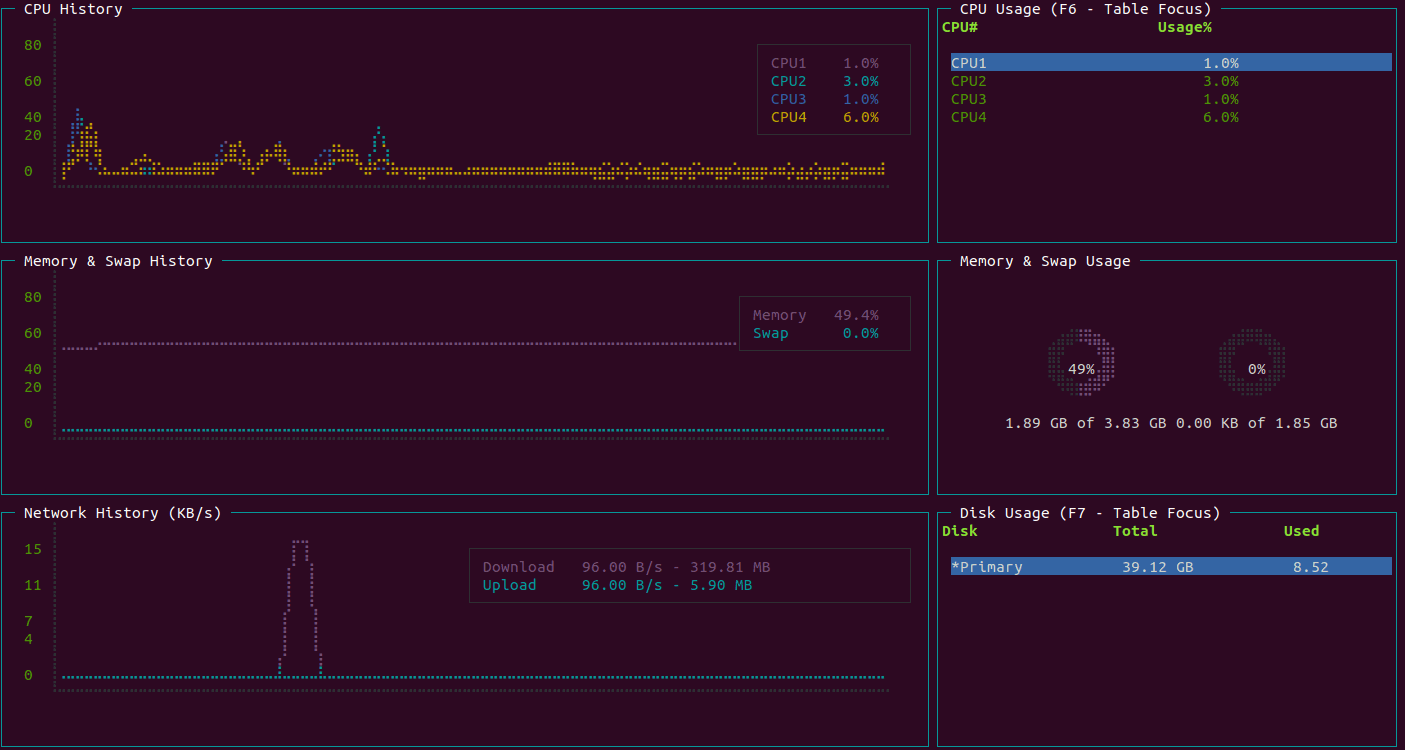 CPU History
80
60
40
20
0
CPU1 1.0%
CPU2 3.0%
CPU3 1.0%
CPU4 6.0%
CPU Usage (F6 - Table Focus)
CPU# Usage%
CPU1 1.0%
CPU2 3.0%
CPU3 1.0%
CPU4 6.0%
Memory & Swap History
80
60
40
20
0
Memory 49.4%
Swap 0.0%
Memory & Swap Usage
49% 0%
1.89 GB of 3.83 GB 0.00 KB of 1.85 GB
Network History (KB/s)
15
11
7
4
0
Download 96.00 B/s - 319.81 MB
Upload 96.00 B/s - 5.90 MB
Disk Usage (F7 - Table Focus)
Disk Total Used
*Primary 39.12 GB 8.52